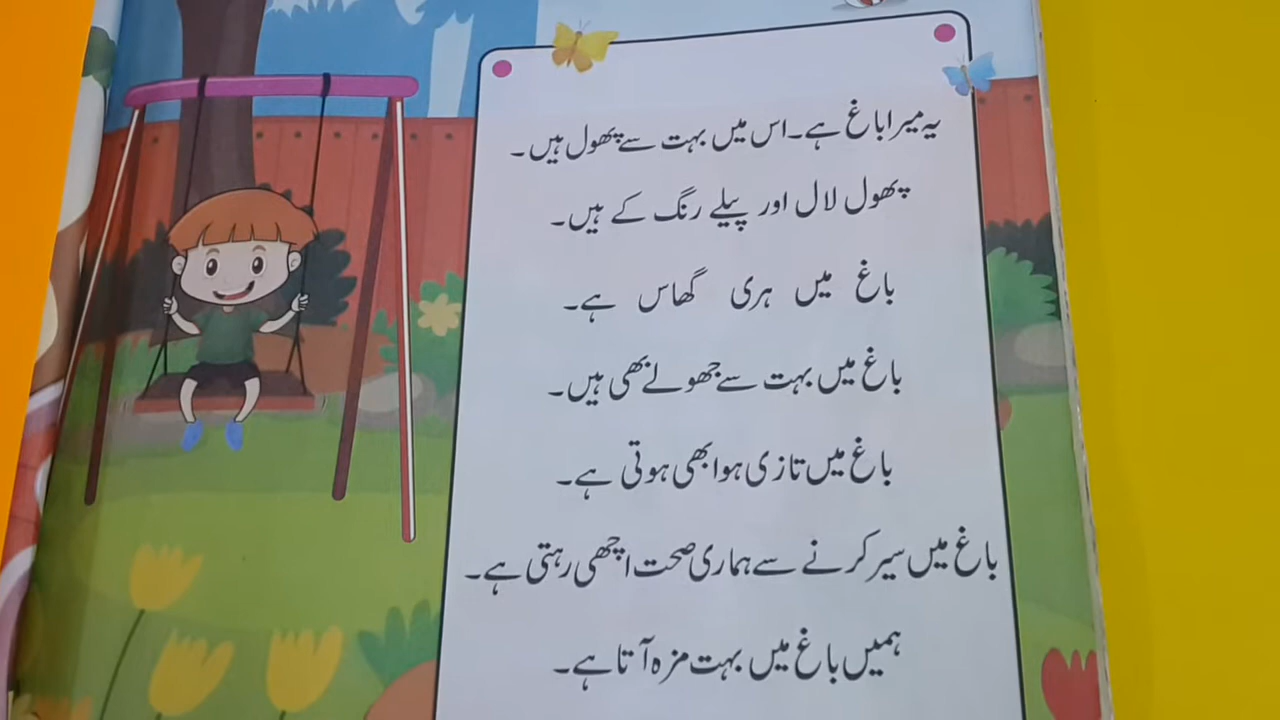 یہ میرا باغ ہے۔ اس میں بہت سے پھول ہیں۔
پھول لال اور پیلے رنگ کے ہیں۔
باغ میں ہری گھاس ہے۔
باغ میں بہت سے جھولے بھی ہیں۔
باغ میں تازی ہوا بھی ہوتی ہے۔
باغ میں سیر کرنے سے ہماری صحت اچھی رہتی ہے۔
ہمیں باغ میں بہت مزہ آتا ہے۔